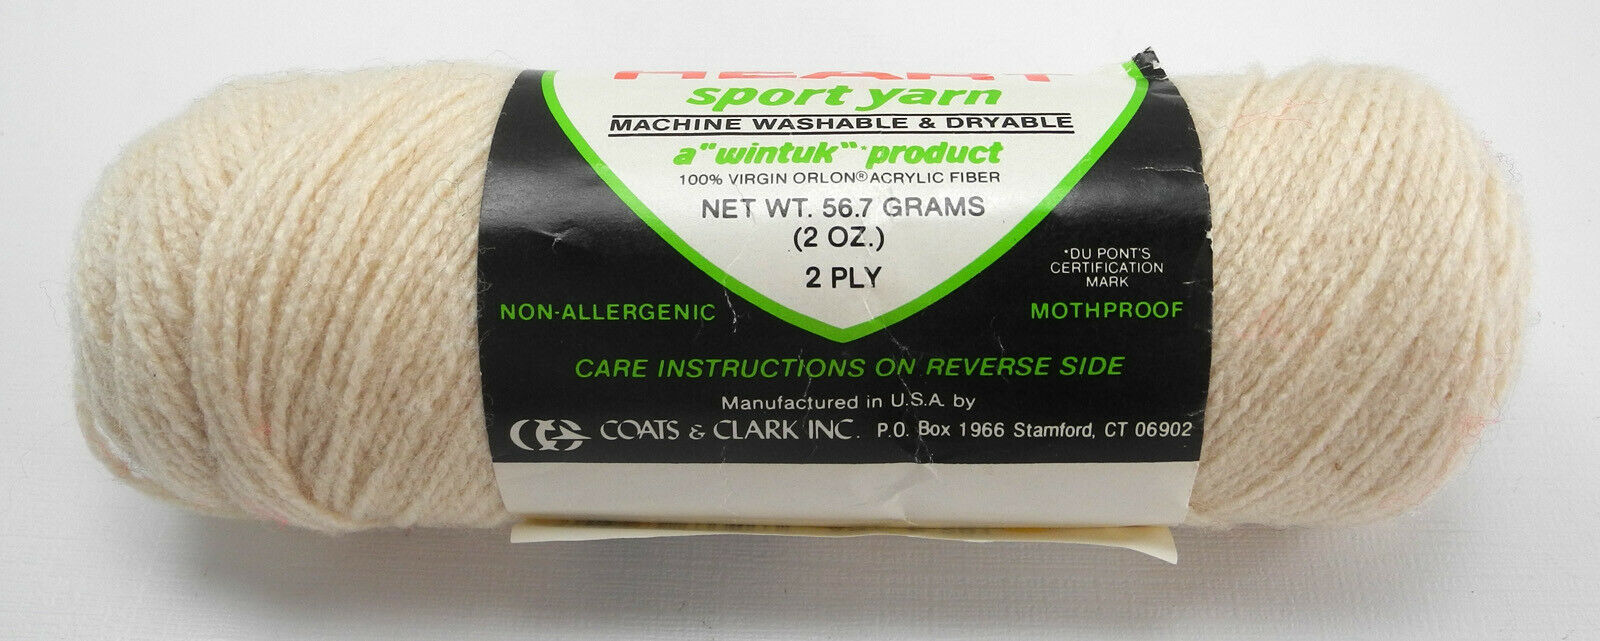 HEART
sport yarn
MACHINE WASHABLE & DRYABLE
a "wintuk"* product
100% VIRGIN ORLON® ACRYLIC FIBER
NET WT. 56.7 GRAMS
(2 OZ.)
2 PLY
*DU PONT'S
CERTIFICATION
MARK
NON-ALLERGENIC
MOTHPROOF
CARE INSTRUCTIONS ON REVERSE SIDE
Manufactured in U.S.A. by
COATS & CLARK INC. P.O. Box 1966 Stamford, CT 06902